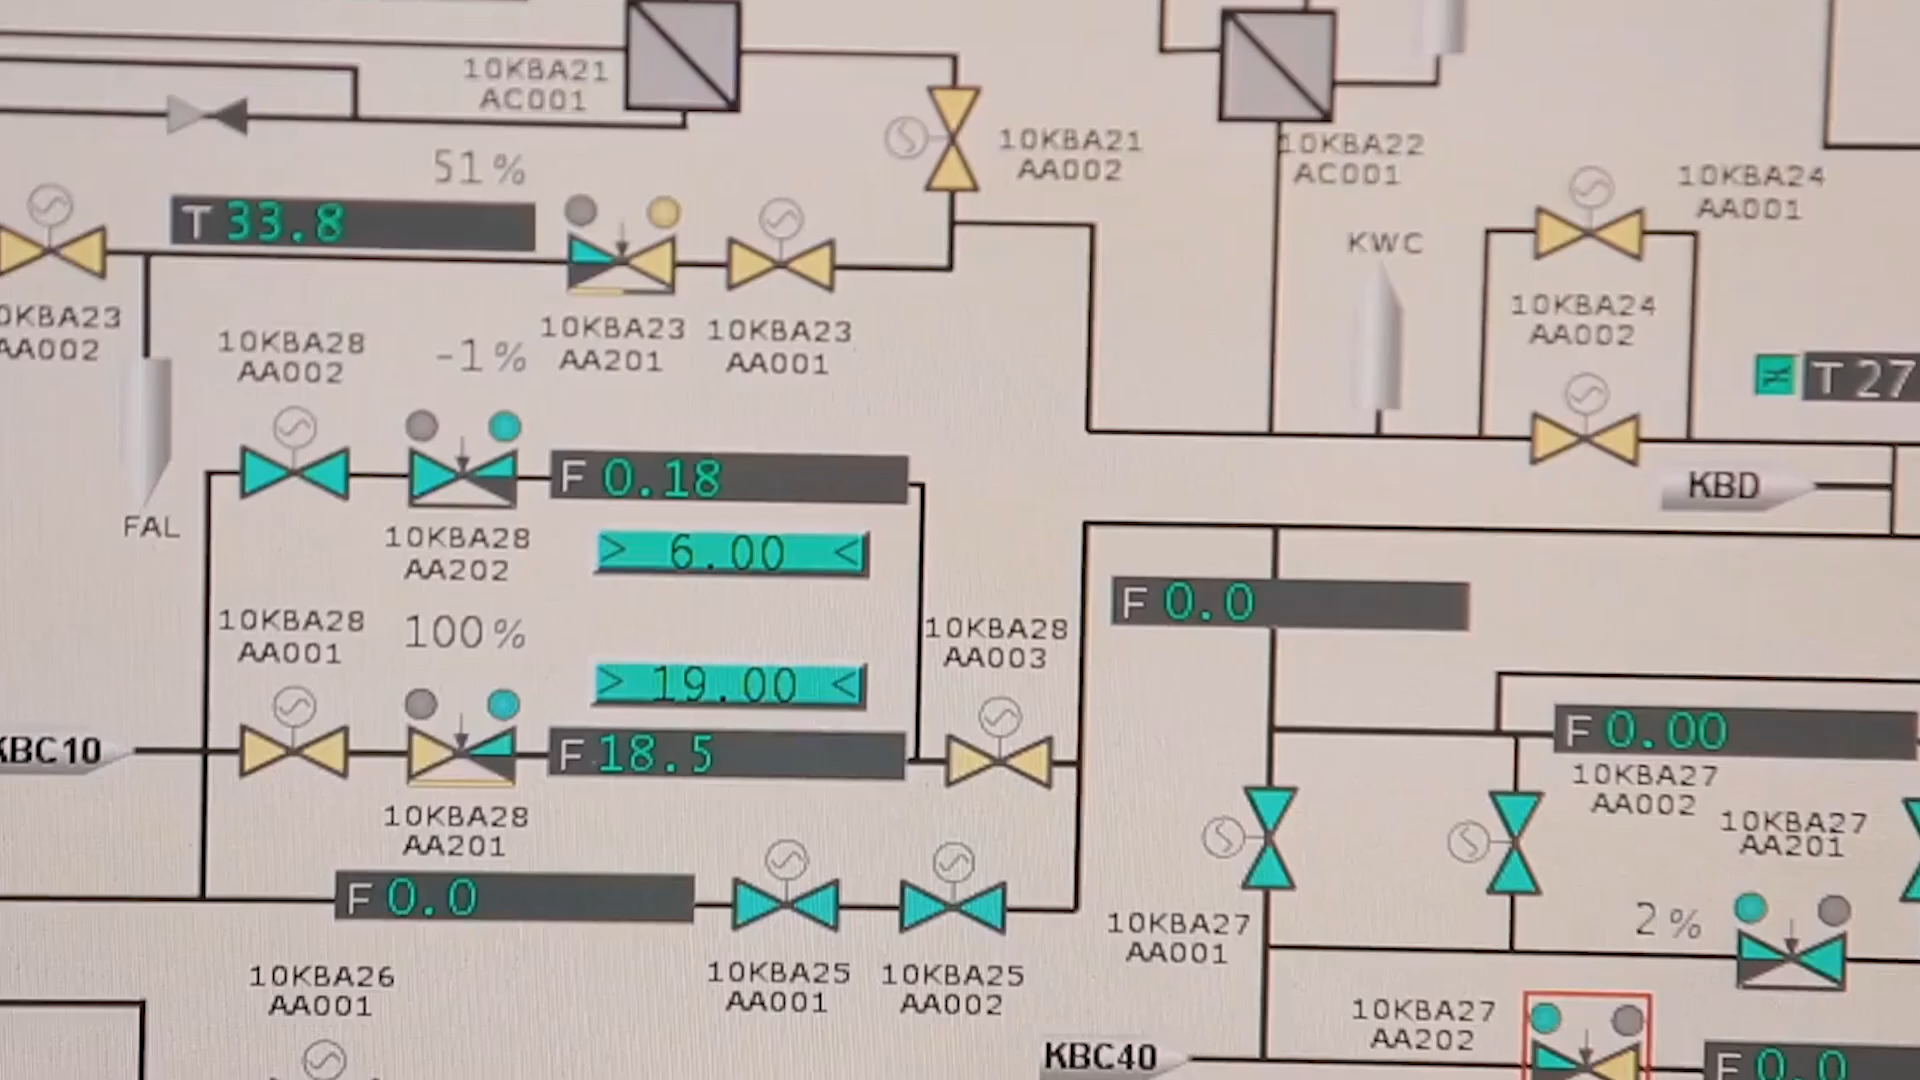 10KBA21
AC001
10KBA21
AA002
10KBA22
AC001
10KBA24
AA001
51%
T 33.8
KWC
10KBA24
AA002
T 27
AA002
10KBA28
AA002
-1%
10KBA23
AA201
10KBA23
AA001
F 0.18
KBD
FAL
10KBA28
AA202
> 6.00 <
F 0.0
10KBA28
AA001
100%
10KBA28
AA003
> 19.00 <
F 0.00
KBC10
F 18.5
10KBA27
AA002
10KBA27
AA201
10KBA28
AA201
F 0.0
2%
10KBA27
AA001
10KBA26
AA001
10KBA25
AA001
10KBA25
AA002
10KBA27
AA202
KBC40
F 0.0